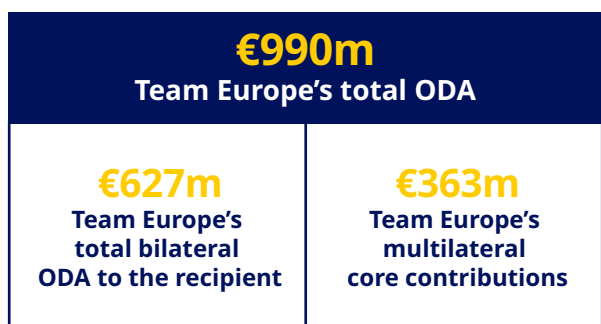 €990m
Team Europe’s total ODA
€627m
Team Europe’s
total bilateral
ODA to the recipient
€363m
Team Europe’s
multilateral
core contributions